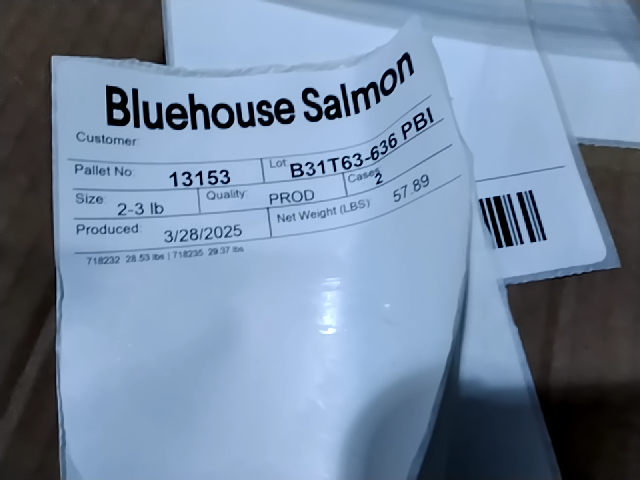 Bluehouse Salmon
Customer:
Pallet No: 13153 Lot B31T63-636 PBI
Size: 2-3 lb Quality: PROD Cases 2
Produced: 3/28/2025 Net Weight (LBS): 57.89
718232 28.53 lbs | 718235 29.37 lbs